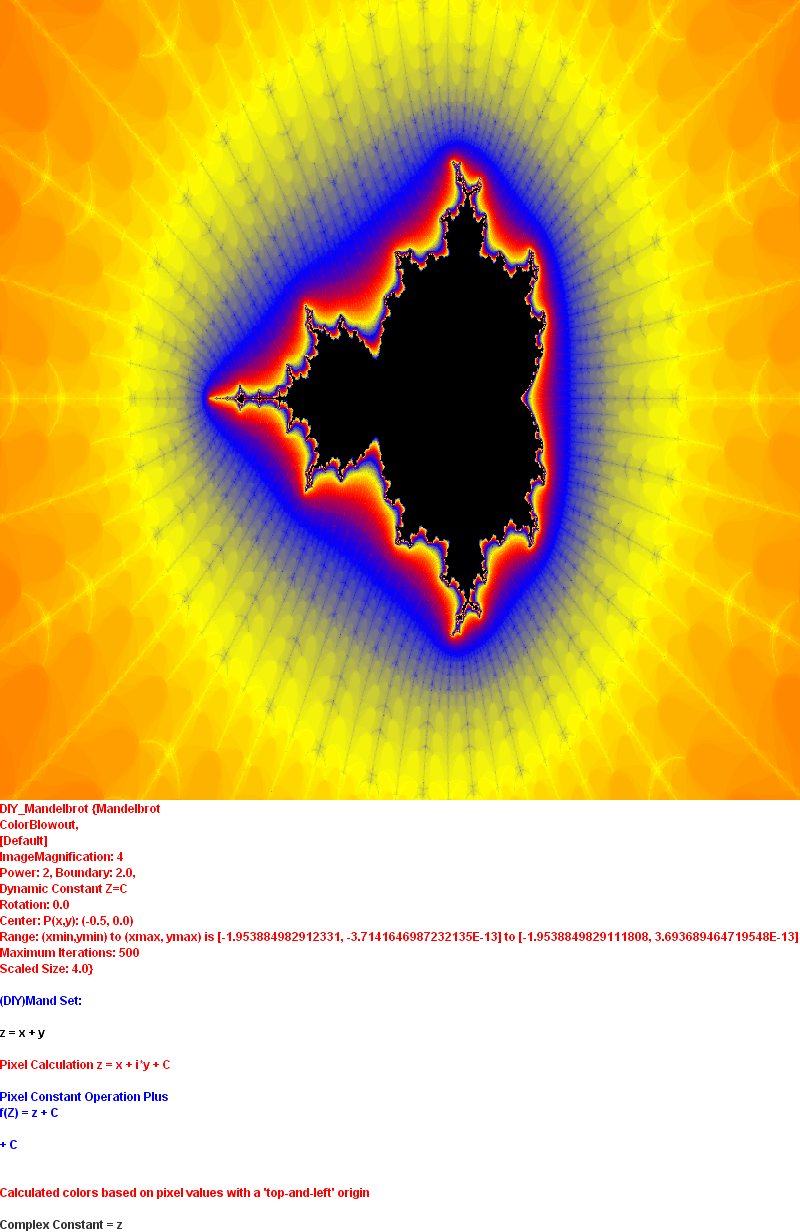 DIY_Mandelbrot {Mandelbrot
ColorBlowout,
[Default]
ImageMagnification: 4
Power: 2, Boundary: 2.0,
Dynamic Constant Z=C
Rotation: 0.0
Center: P(x,y): (-0.5, 0.0)
Range: (xmin,ymin) to (xmax, ymax) is [-1.953884982912331, -3.7141646987232135E-13] to [-1.9538849829111808, 3.693689464719548E-13]
Maximum Iterations: 500
Scaled Size: 4.0}
(DIY)Mand Set:
z = x + y
Pixel Calculation z = x + i*y + C
Pixel Constant Operation Plus
f(Z) = z + C
+ C
Calculated colors based on pixel values with a 'top-and-left' origin
Complex Constant = z